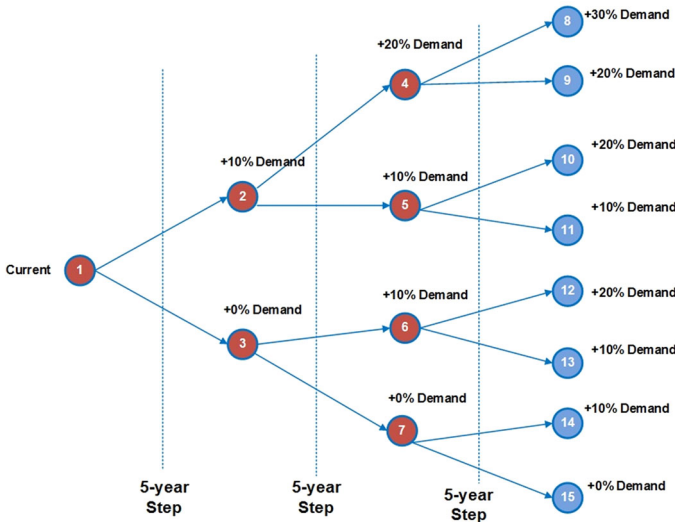 +30% Demand
8
+20% Demand
4
+20% Demand
9
+20% Demand
10
+10% Demand
2
+10% Demand
5
+10% Demand
11
Current
1
+10% Demand
6
+20% Demand
12
+0% Demand
3
+10% Demand
13
+0% Demand
7
+10% Demand
14
+0% Demand
15
5-year
Step
5-year
Step
5-year
Step